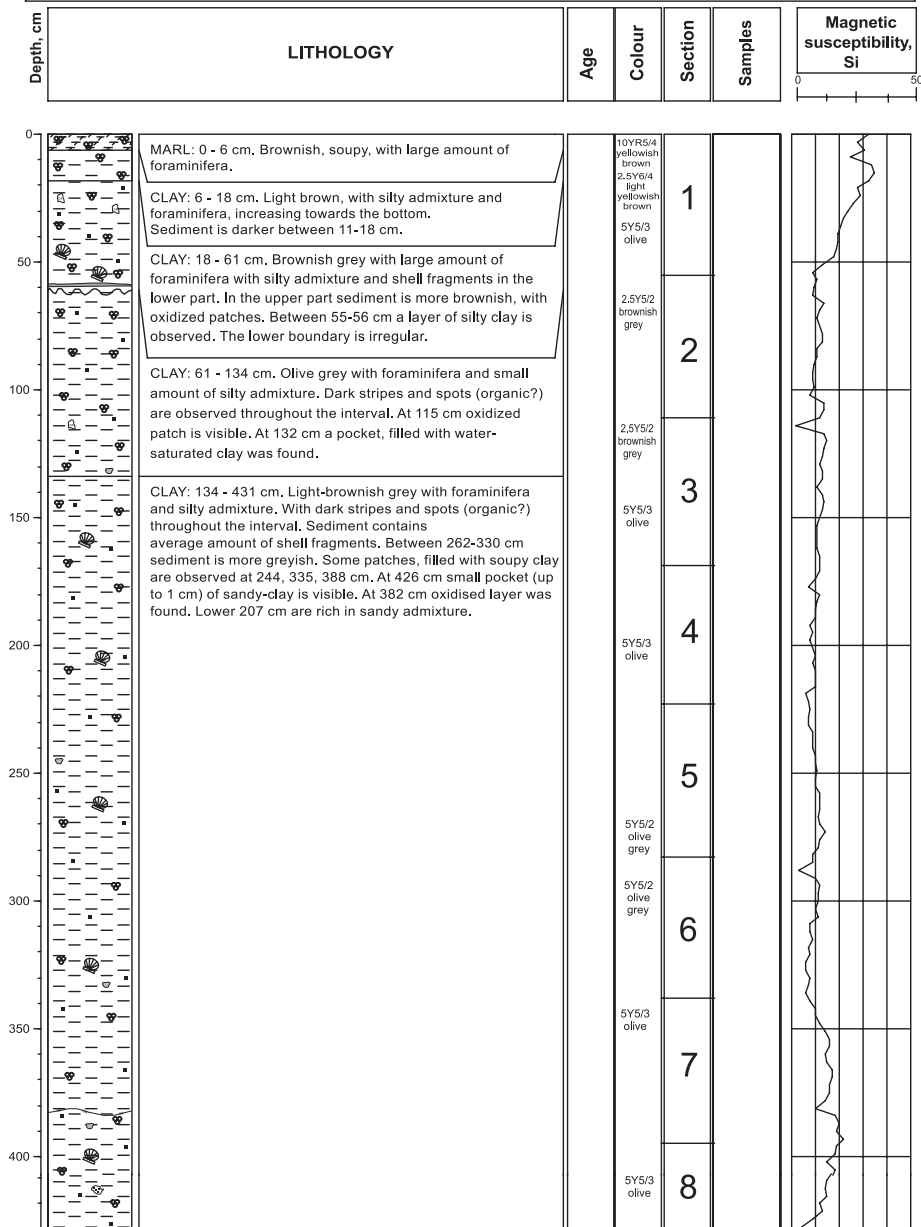 Depth, cm
LITHOLOGY
Age
Colour
Section
Samples
Magnetic
susceptibility,
Si
0
50
0
50
100
150
200
250
300
350
400
MARL: 0 - 6 cm. Brownish, soupy, with large amount of
foraminifera.
CLAY: 6 - 18 cm. Light brown, with silty admixture and
foraminifera, increasing towards the bottom.
Sediment is darker between 11-18 cm.
CLAY: 18 - 61 cm. Brownish grey with large amount of
foraminifera with silty admixture and shell fragments in the
lower part. In the upper part sediment is more brownish, with
oxidized patches. Between 55-56 cm a layer of silty clay is
observed. The lower boundary is irregular.
CLAY: 61 - 134 cm. Olive grey with foraminifera and small
amount of silty admixture. Dark stripes and spots (organic?)
are observed throughout the interval. At 115 cm oxidized
patch is visible. At 132 cm a pocket, filled with water-
saturated clay was found.
CLAY: 134 - 431 cm. Light-brownish grey with foraminifera
and silty admixture. With dark stripes and spots (organic?)
throughout the interval. Sediment contains
average amount of shell fragments. Between 262-330 cm
sediment is more greyish. Some patches, filled with soupy clay
are observed at 244, 335, 388 cm. At 426 cm small pocket (up
to 1 cm) of sandy-clay is visible. At 382 cm oxidised layer was
found. Lower 207 cm are rich in sandy admixture.
10YR5/4
yellowish
brown
2.5Y6/4
light
yellowish
brown
5Y5/3
olive
2.5Y5/2
brownish
grey
2.5Y5/2
brownish
grey
5Y5/3
olive
5Y5/3
olive
5Y5/2
olive
grey
5Y5/2
olive
grey
5Y5/3
olive
5Y5/3
olive
1
2
3
4
5
6
7
8